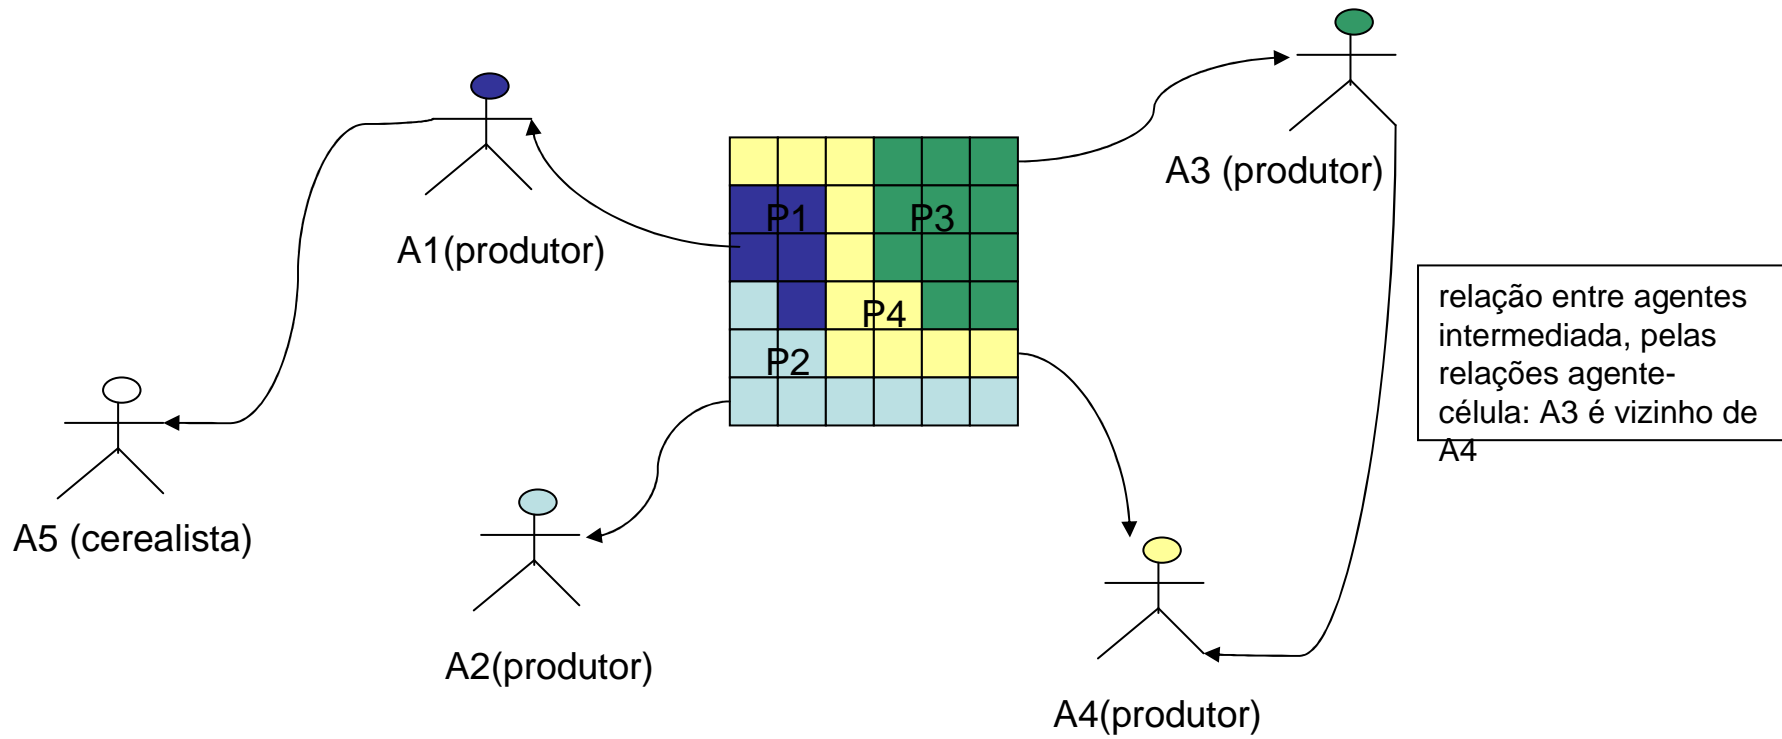 A3 (produtor)
A1(produtor)
P1
P3
P4
P2
relação entre agentes
intermediada, pelas
relações agente-
célula: A3 é vizinho de
A4
A5 (cerealista)
A2(produtor)
A4(produtor)